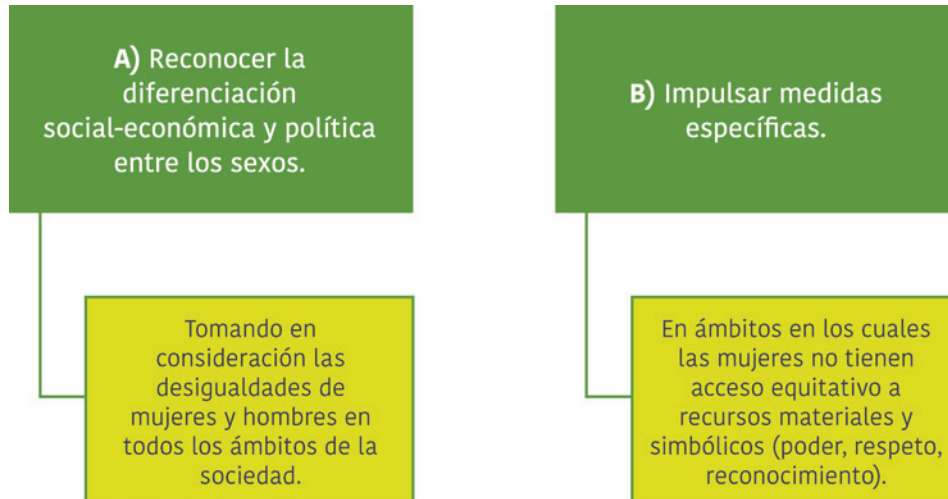 A) Reconocer la
diferenciación
social-económica y política
entre los sexos.
Tomando en
consideración las
desigualdades de
mujeres y hombres en
todos los ámbitos de la
sociedad.
B) Impulsar medidas
específicas.
En ámbitos en los cuales
las mujeres no tienen
acceso equitativo a
recursos materiales y
simbólicos (poder, respeto,
reconocimiento).